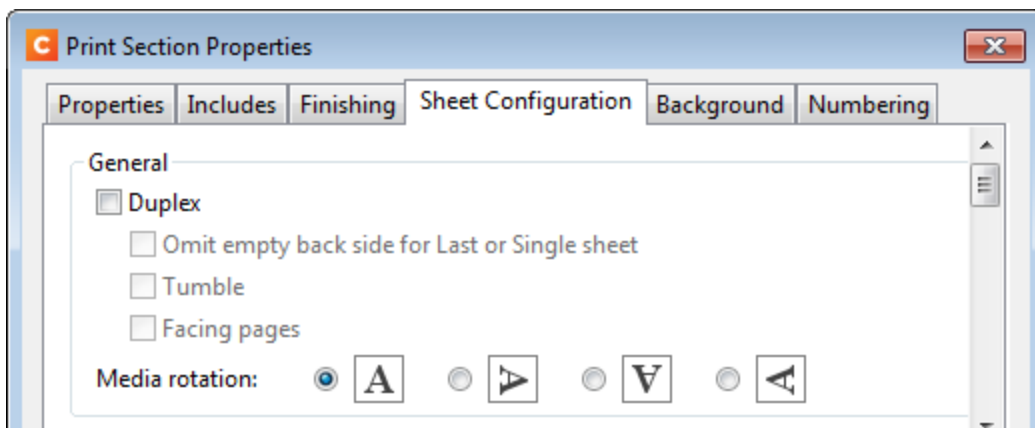 C Print Section Properties
Properties Includes Finishing Sheet Configuration Background Numbering
General
Duplex
Omit empty back side for Last or Single sheet
Tumble
Facing pages
Media rotation: A A A A